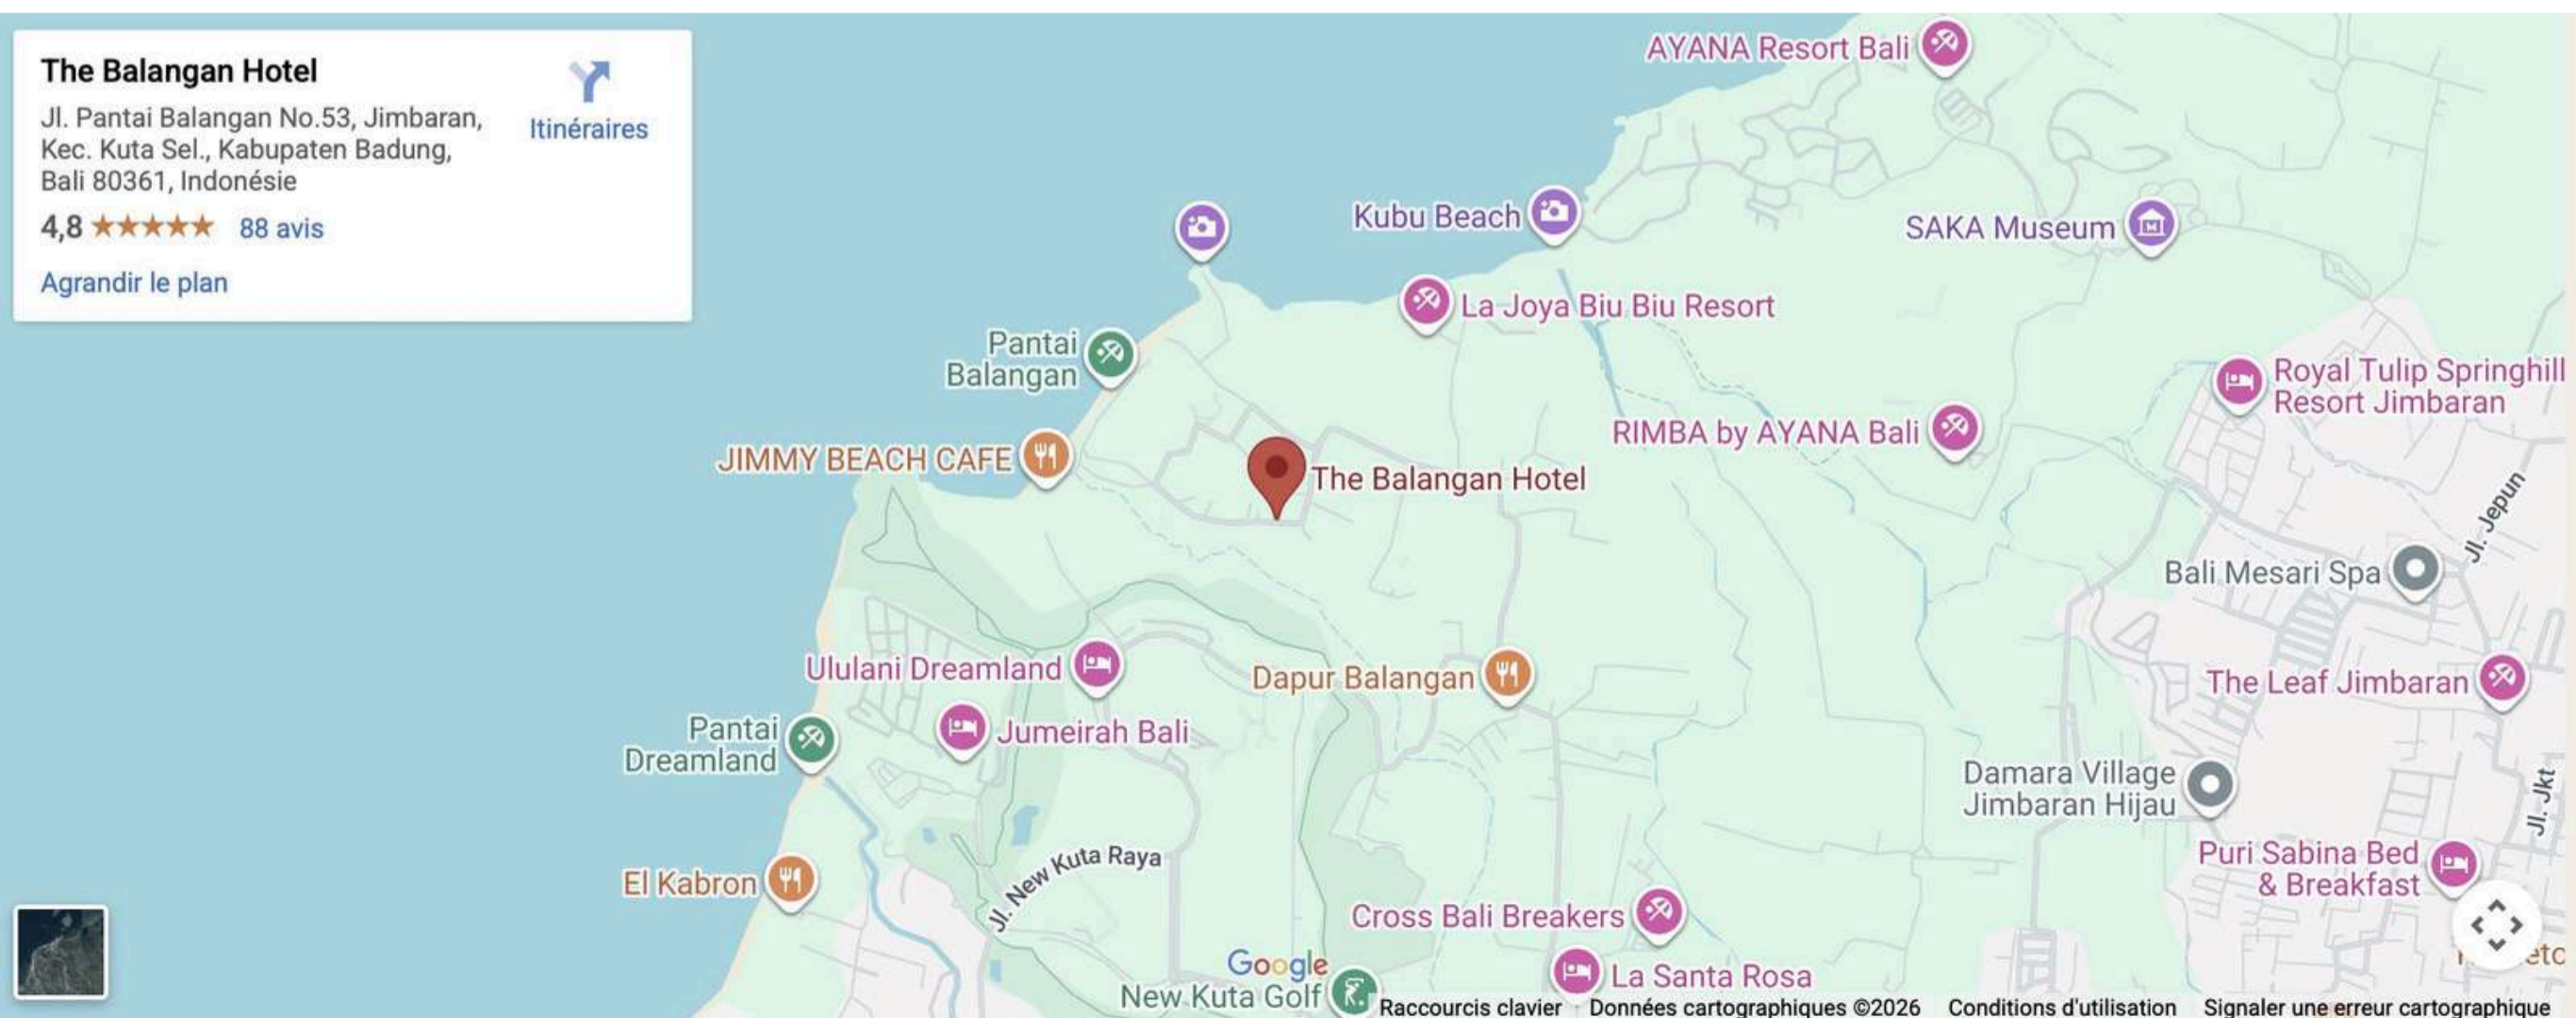 The Balangan Hotel
Jl. Pantai Balangan No.53, Jimbaran,
Kec. Kuta Sel., Kabupaten Badung,
Bali 80361, Indonésie
Itinéraires
4,8
88 avis
Agrandir le plan
AYANA Resort Bali
Kubu Beach
SAKA Museum
La Joya Biu Biu Resort
Pantai
Balangan
Royal Tulip Springhill
Resort Jimbaran
RIMBA by AYANA Bali
JIMMY BEACH CAFE
The Balangan Hotel
Jl. Jepun
Bali Mesari Spa
Ululani Dreamland
Dapur Balangan
The Leaf Jimbaran
Pantai
Dreamland
Jumeirah Bali
Damara Village
Jimbaran Hijau
Jl. Jkt
Jl. New Kuta Raya
Puri Sabina Bed
& Breakfast
El Kabron
Cross Bali Breakers
Google
La Santa Rosa
New Kuta Golf
Raccourcis clavier
Données cartographiques ©2026
Conditions d'utilisation
Signaler une erreur cartographique